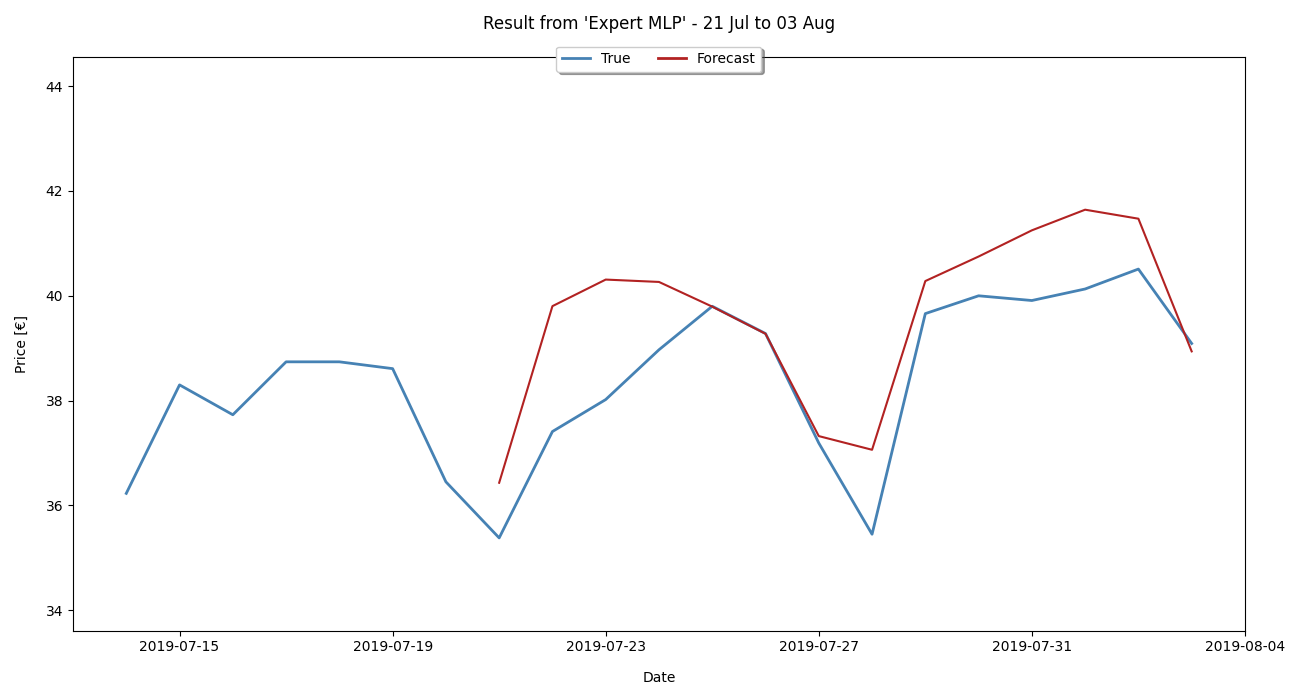 Result from 'Expert MLP' - 21 Jul to 03 Aug
True Forecast
44
42
40
38
36
34
Price [€]
2019-07-15 2019-07-19 2019-07-23 2019-07-27 2019-07-31 2019-08-04
Date